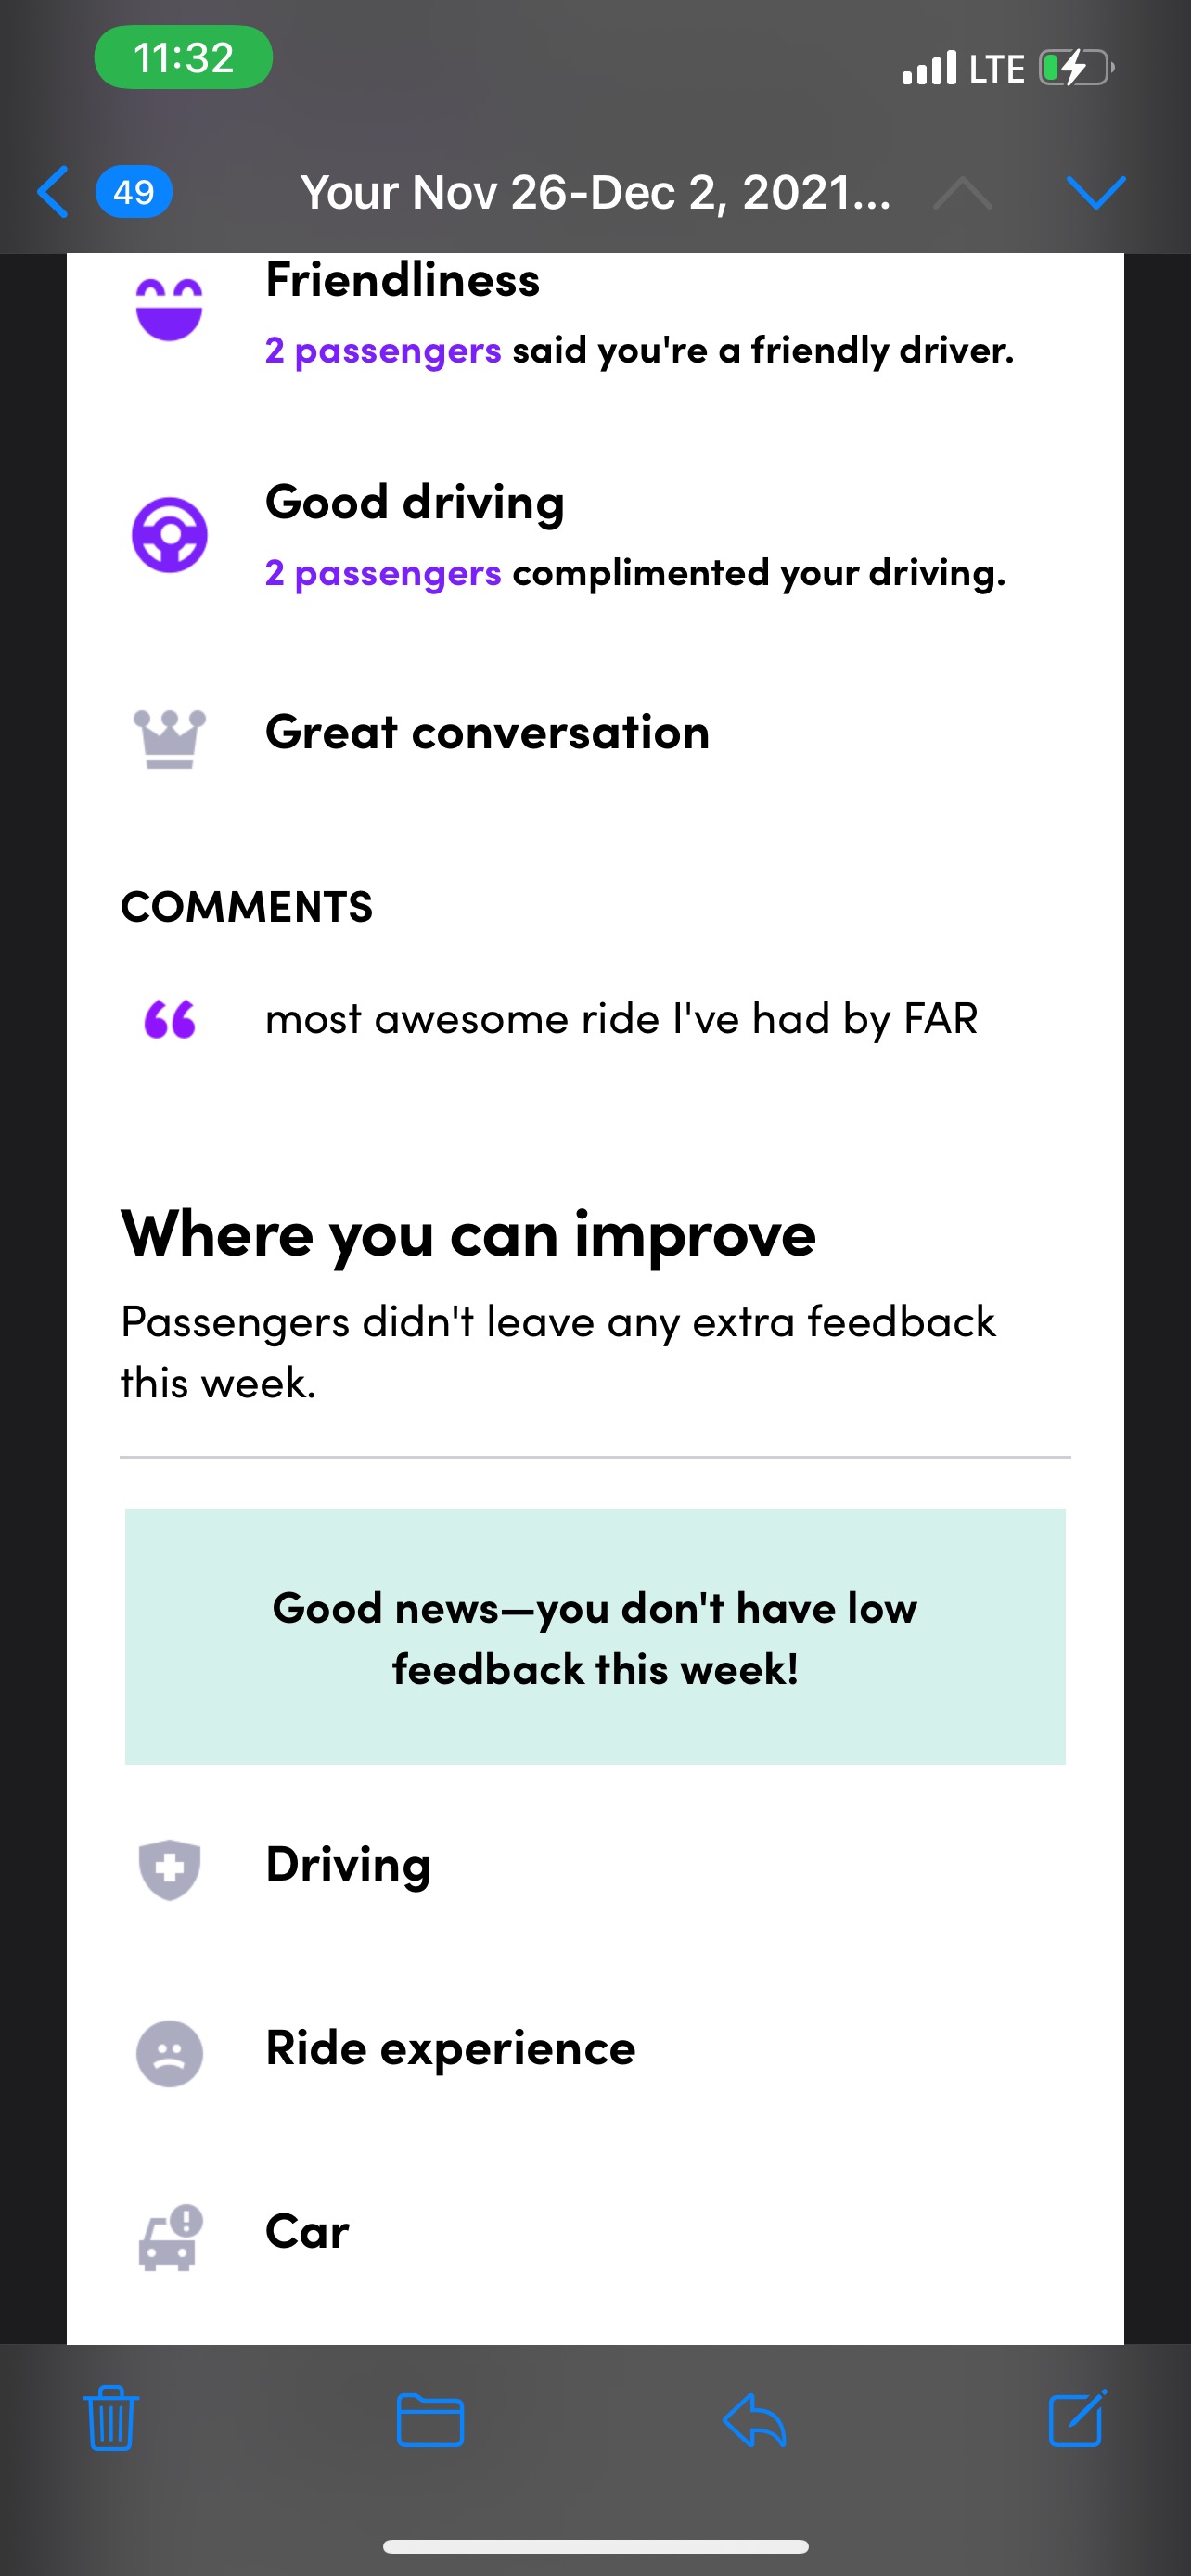 11:32
LTE
49
Your Nov 26-Dec 2, 2021...
Friendliness
2 passengers said you're a friendly driver.
Good driving
2 passengers complimented your driving.
Great conversation
COMMENTS
“ most awesome ride I've had by FAR
Where you can improve
Passengers didn't leave any extra feedback
this week.
Good news—you don't have low
feedback this week!
Driving
Ride experience
Car